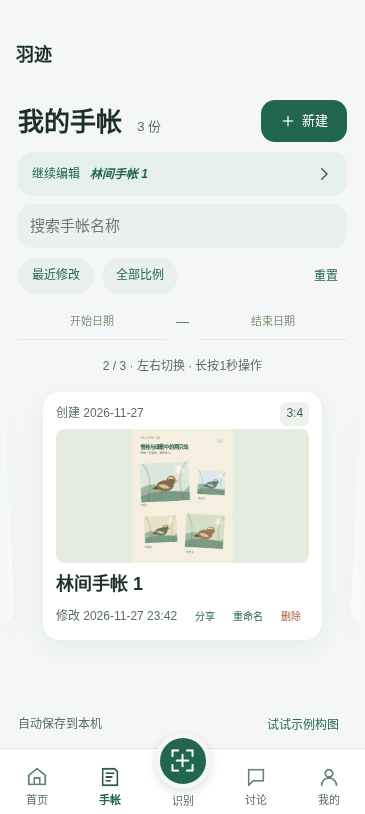 羽迹
我的手帐 3 份
＋ 新建
继续编辑 林间手帐 1
搜索手帐名称
最近修改 全部比例 重置
开始日期 — 结束日期
2 / 3 · 左右切换 · 长按1秒操作
创建 2026-11-27 3:4
林间手帐 1
修改 2026-11-27 23:42 分享 重命名 删除
自动保存到本机 试试示例构图
首页 手帐 识别 讨论 我的